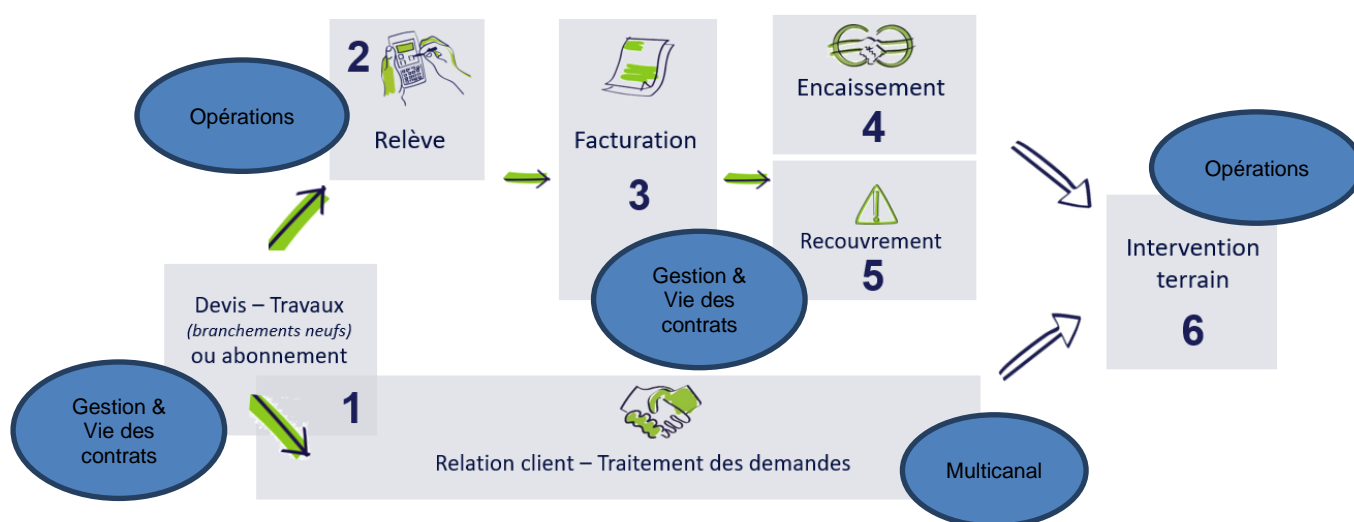 2
Relève
Opérations
Facturation
3
Encaissement
4
Recouvrement
5
Opérations
Intervention
terrain
6
Gestion &
Vie des
contrats
Devis – Travaux
(branchements neufs)
ou abonnement
1
Gestion &
Vie des
contrats
Relation client – Traitement des demandes
Multicanal